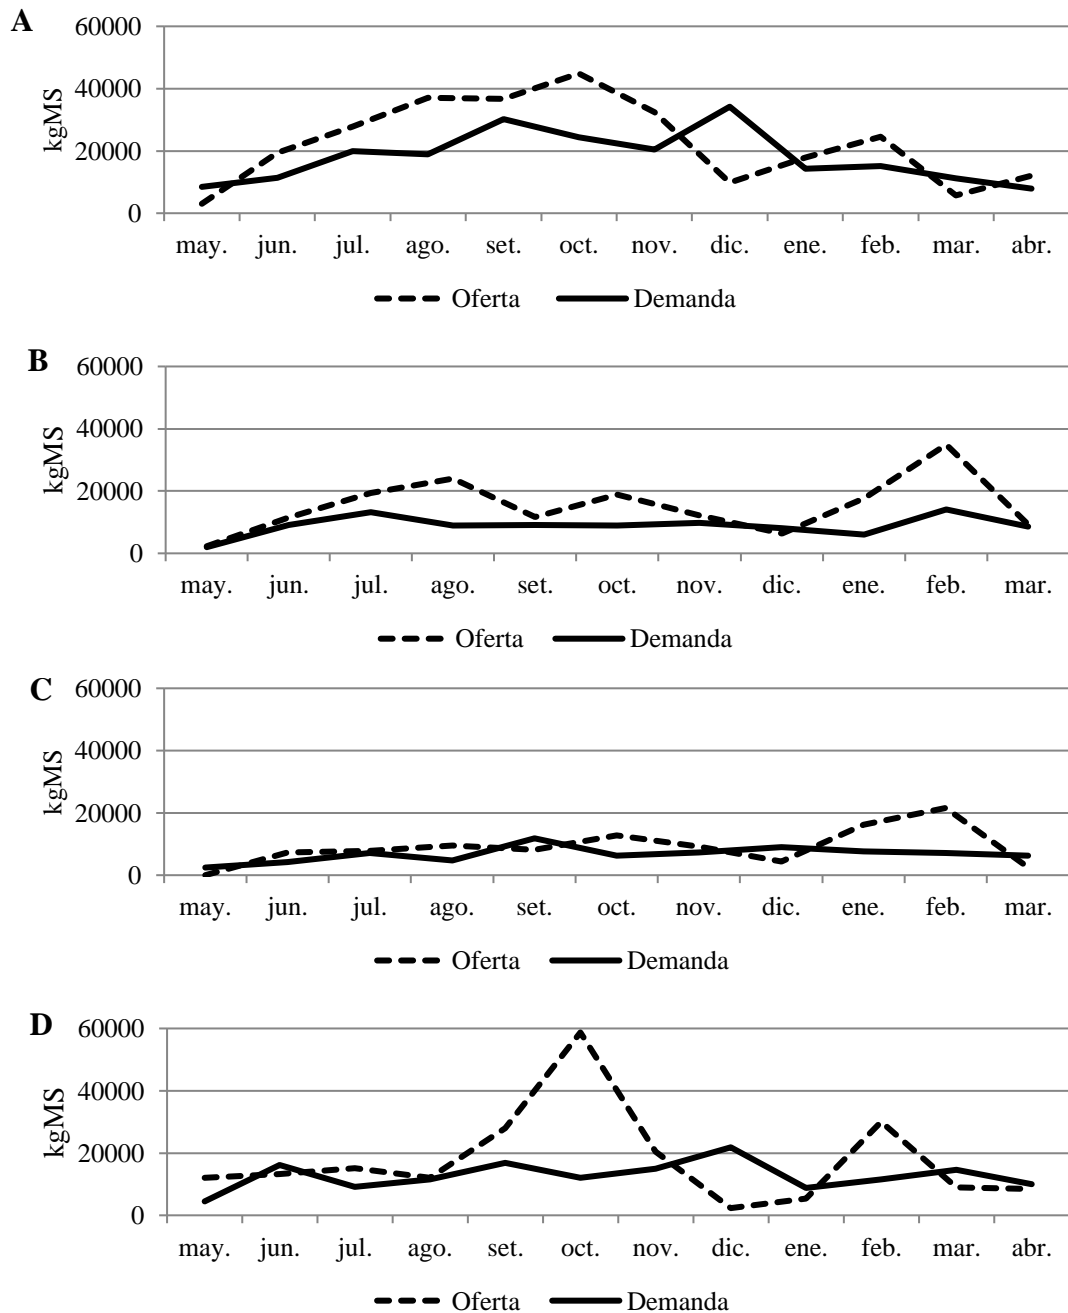 A
60000
40000
20000
0
kgMS
may. jun. jul. ago. set. oct. nov. dic. ene. feb. mar. abr.
Oferta Demanda
B
60000
40000
20000
0
kgMS
may. jun. jul. ago. set. oct. nov. dic. ene. feb. mar.
Oferta Demanda
C
60000
40000
20000
0
kgMS
may. jun. jul. ago. set. oct. nov. dic. ene. feb. mar.
Oferta Demanda
D
60000
40000
20000
0
kgMS
may. jun. jul. ago. set. oct. nov. dic. ene. feb. mar. abr.
Oferta Demanda